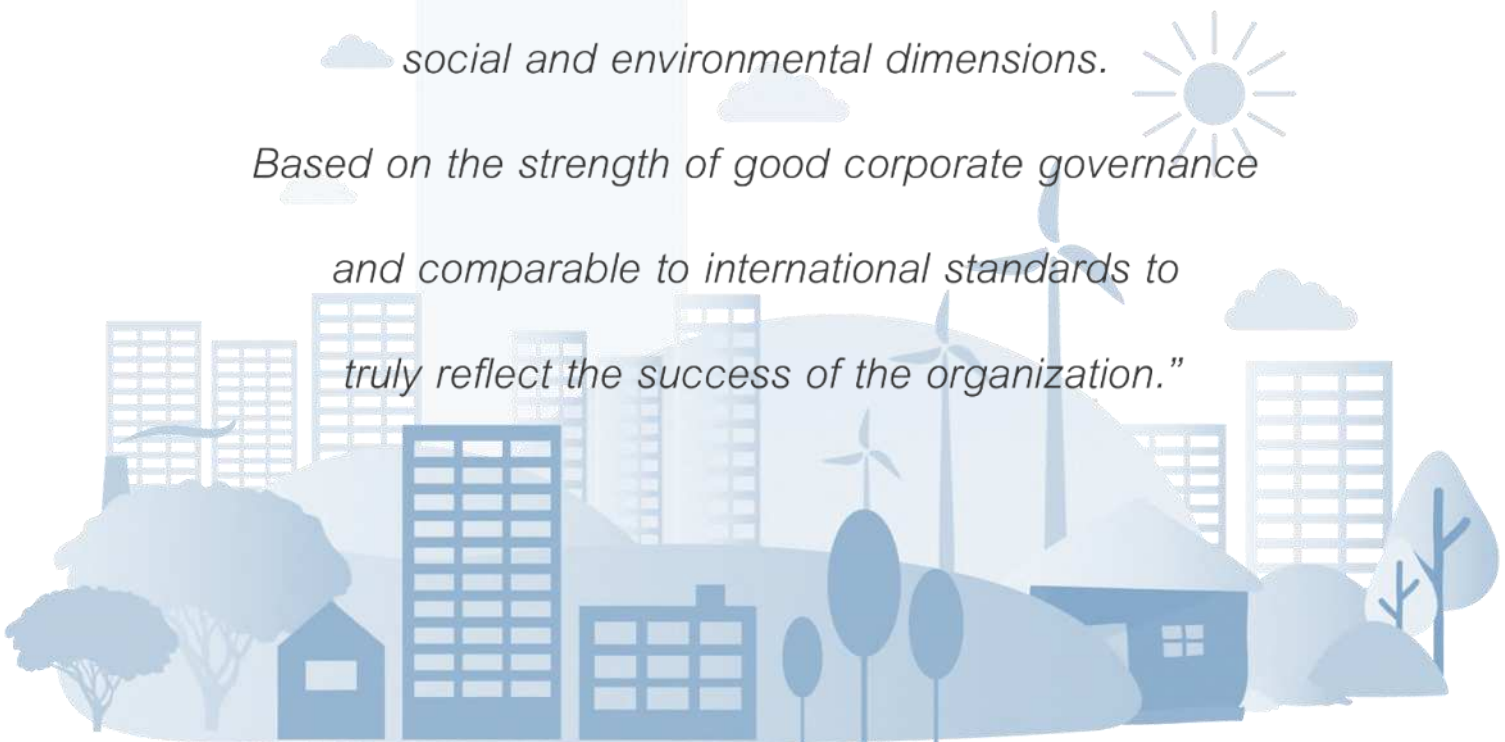 social and environmental dimensions.
Based on the strength of good corporate governance
and comparable to international standards to
truly reflect the success of the organization.”